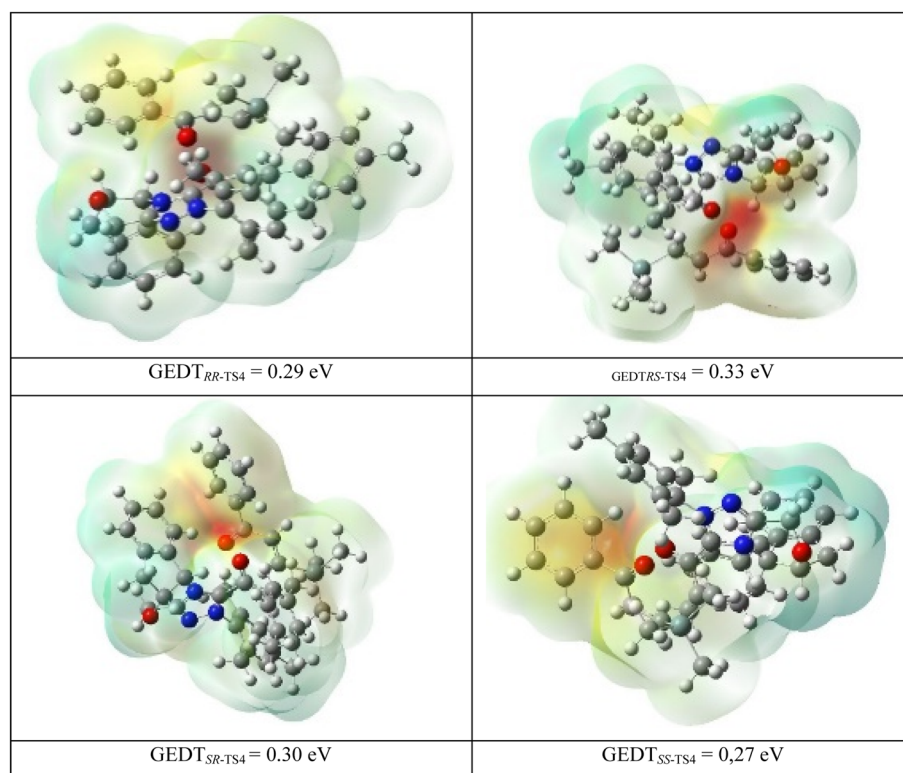 GEDTRR-TS4 = 0.29 eV
GEDTRS-TS4 = 0.33 eV
GEDTSR-TS4 = 0.30 eV
GEDTSS-TS4 = 0,27 eV